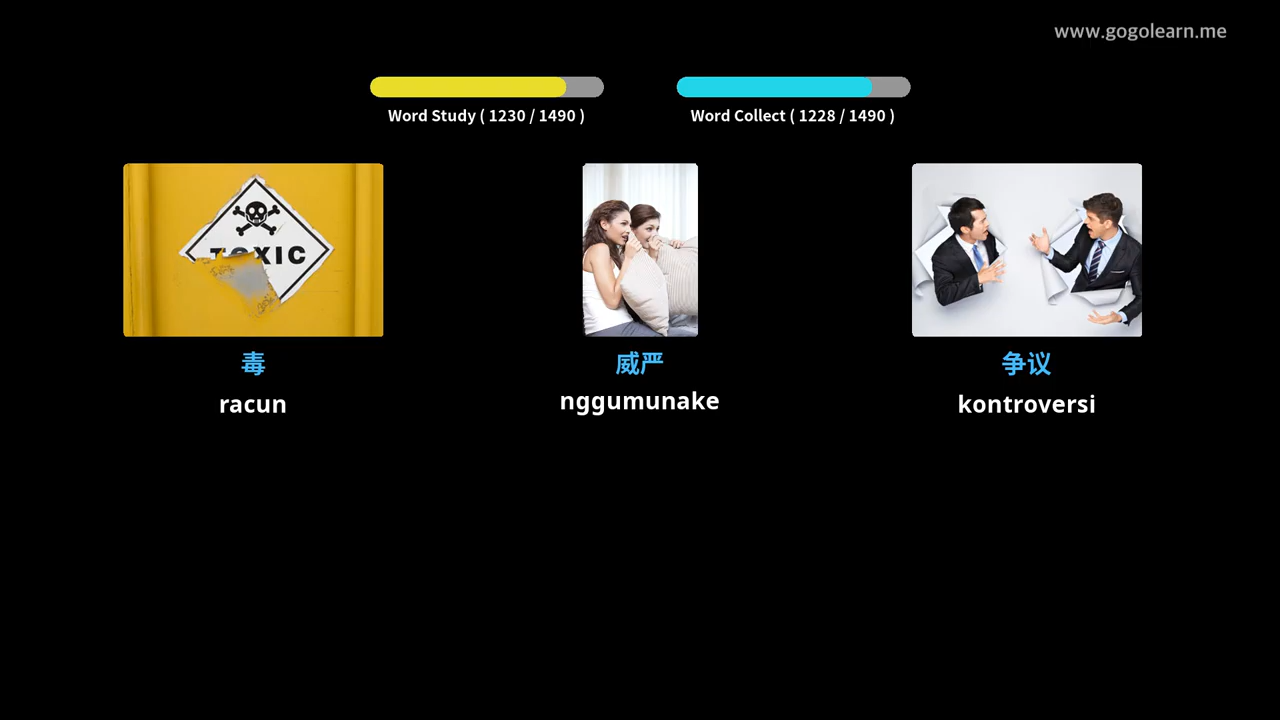 www.gogolearn.me
Word Study ( 1230 / 1490 )
Word Collect ( 1228 / 1490 )
TOXIC
毒
威严
争议
racun
nggumunake
kontroversi